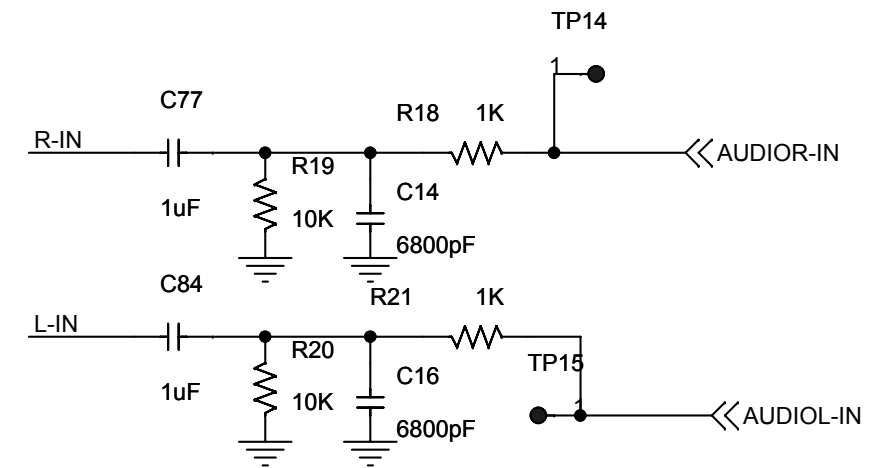 TP14
1
C77
R18 1K
R-IN
AUDIOR-IN
R19
C14
1uF
10K
6800pF
C84
R21 1K
L-IN
R20
TP15
C16
1uF
10K
1
AUDIOL-IN
6800pF